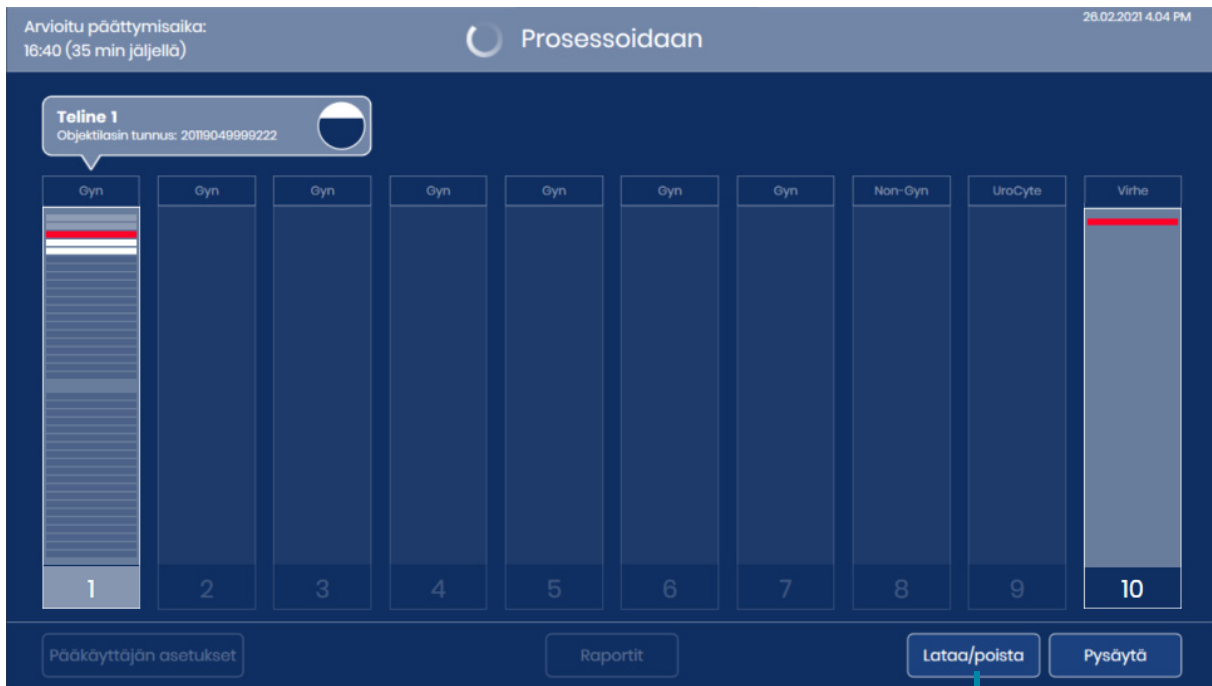 Arvioitu päättymisaika:
16:40 (35 min jäljellä)
Prosessoidaan
26.02.2021 4.04 PM
Teline 1
Objektilasin tunnus: 20119049999222
Gyn Gyn Gyn Gyn Gyn Gyn Gyn Non-Gyn UroCyte Virhe
1 2 3 4 5 6 7 8 9 10
Pääkäyttäjän asetukset Raportit Lataa/poista Pysäytä